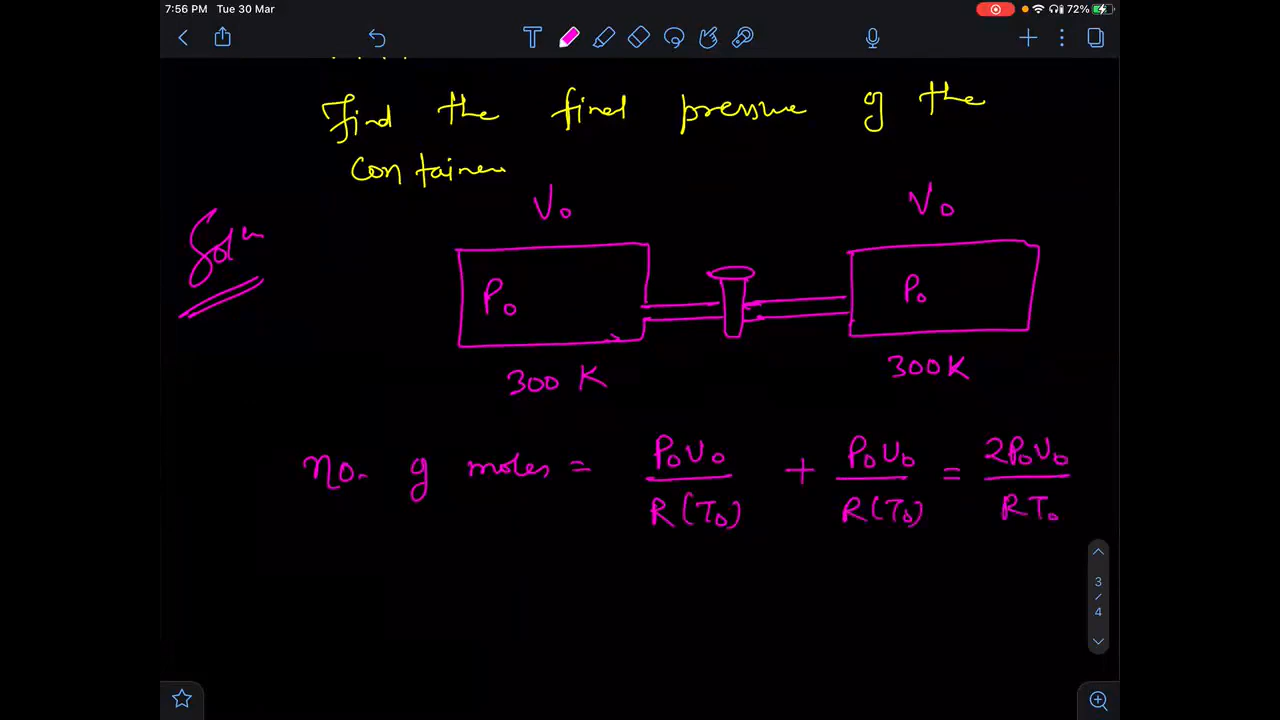 7:56 PM Tue 30 Mar
72%
Find the final pressure of the
container
V₀ V₀
Solⁿ
P₀ P₀
300 K 300K
no. of moles = P₀V₀/R(T₀) + P₀V₀/R(T₀) = 2P₀V₀/RT₀
3
/
4